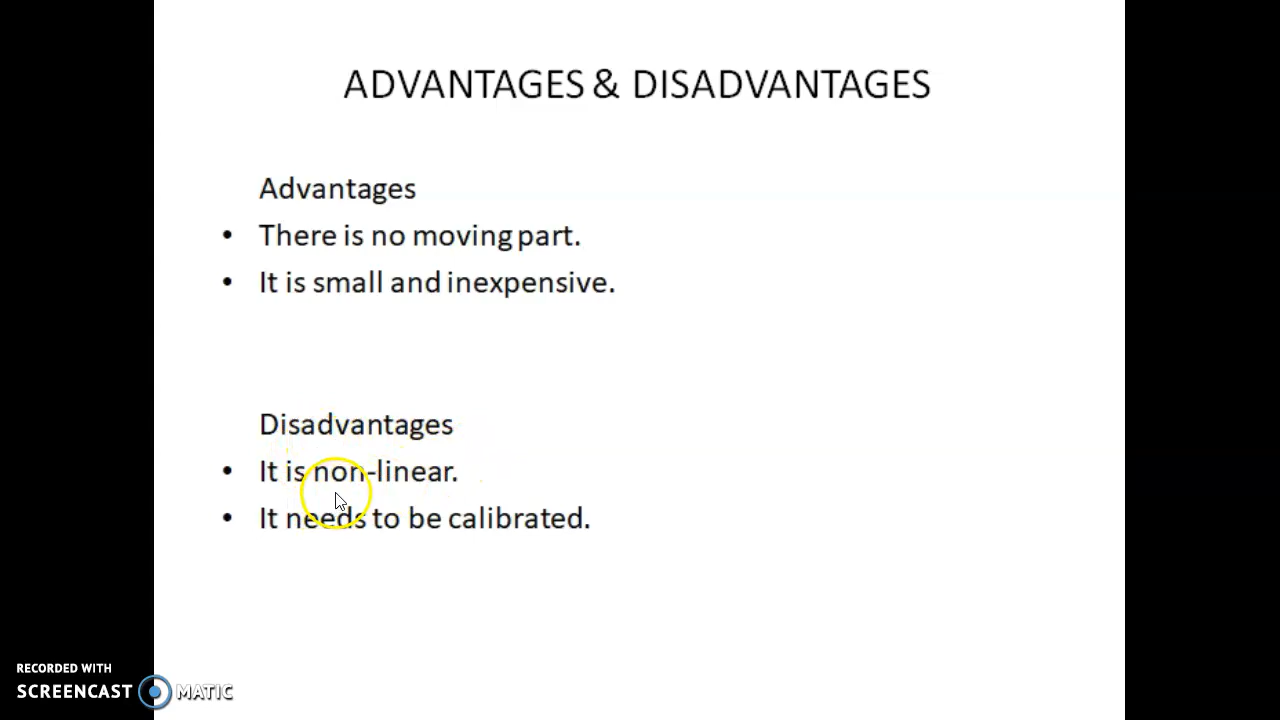 ADVANTAGES & DISADVANTAGES
Advantages
• There is no moving part.
• It is small and inexpensive.
Disadvantages
• It is non-linear.
• It needs to be calibrated.
RECORDED WITH
SCREENCAST MATIC